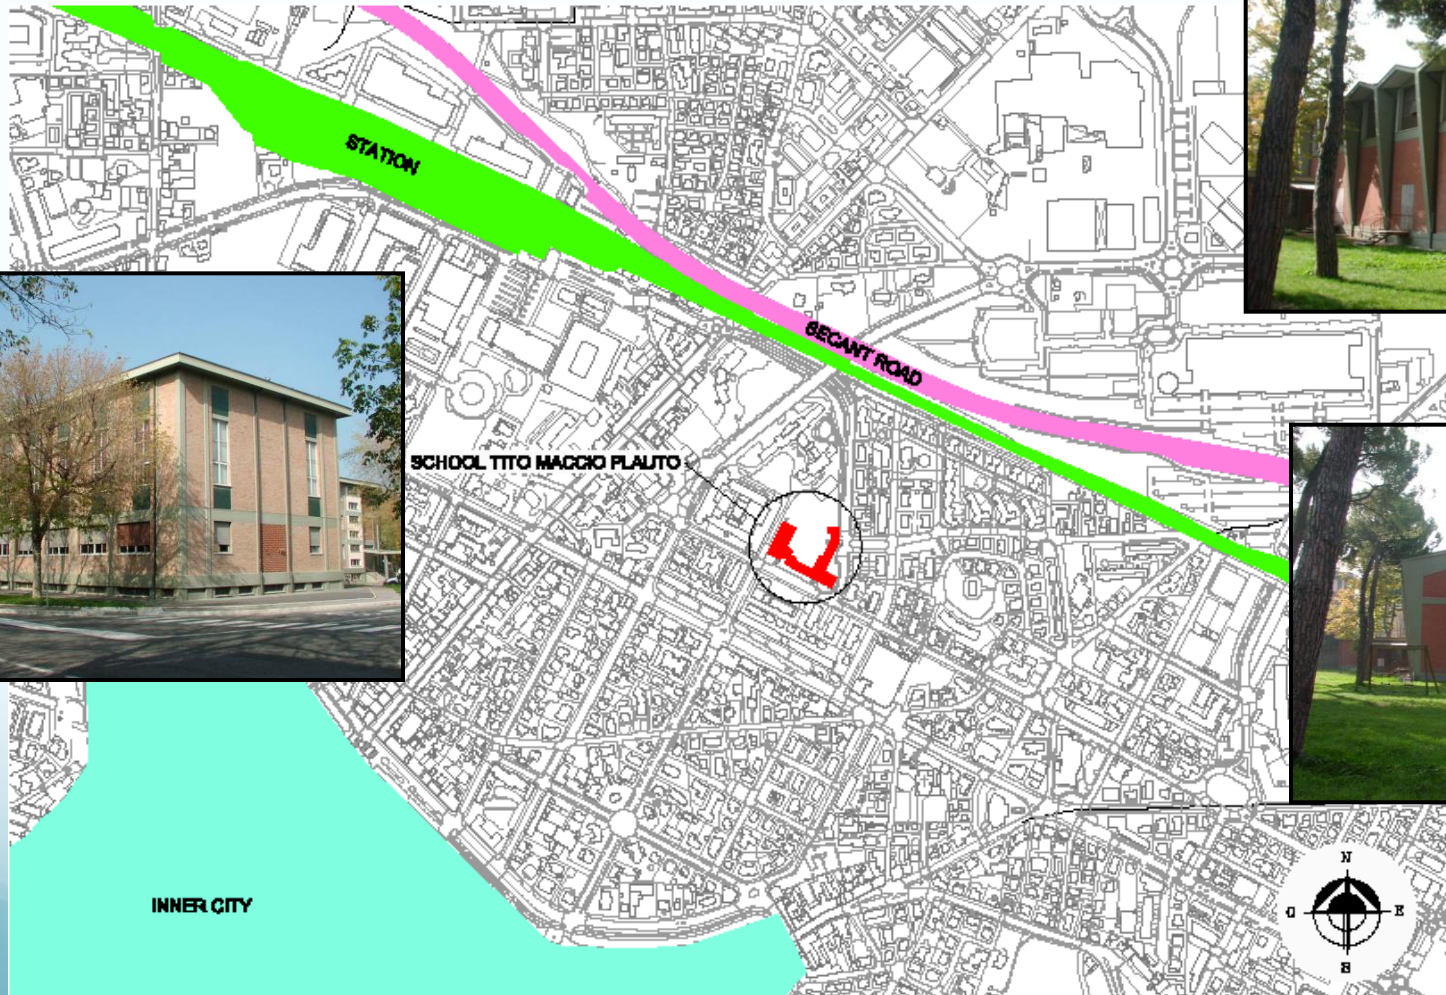 STATION
SECANT ROAD
SCHOOL TITO MACCIO PLAUTO
INNER CITY
N
O E
S